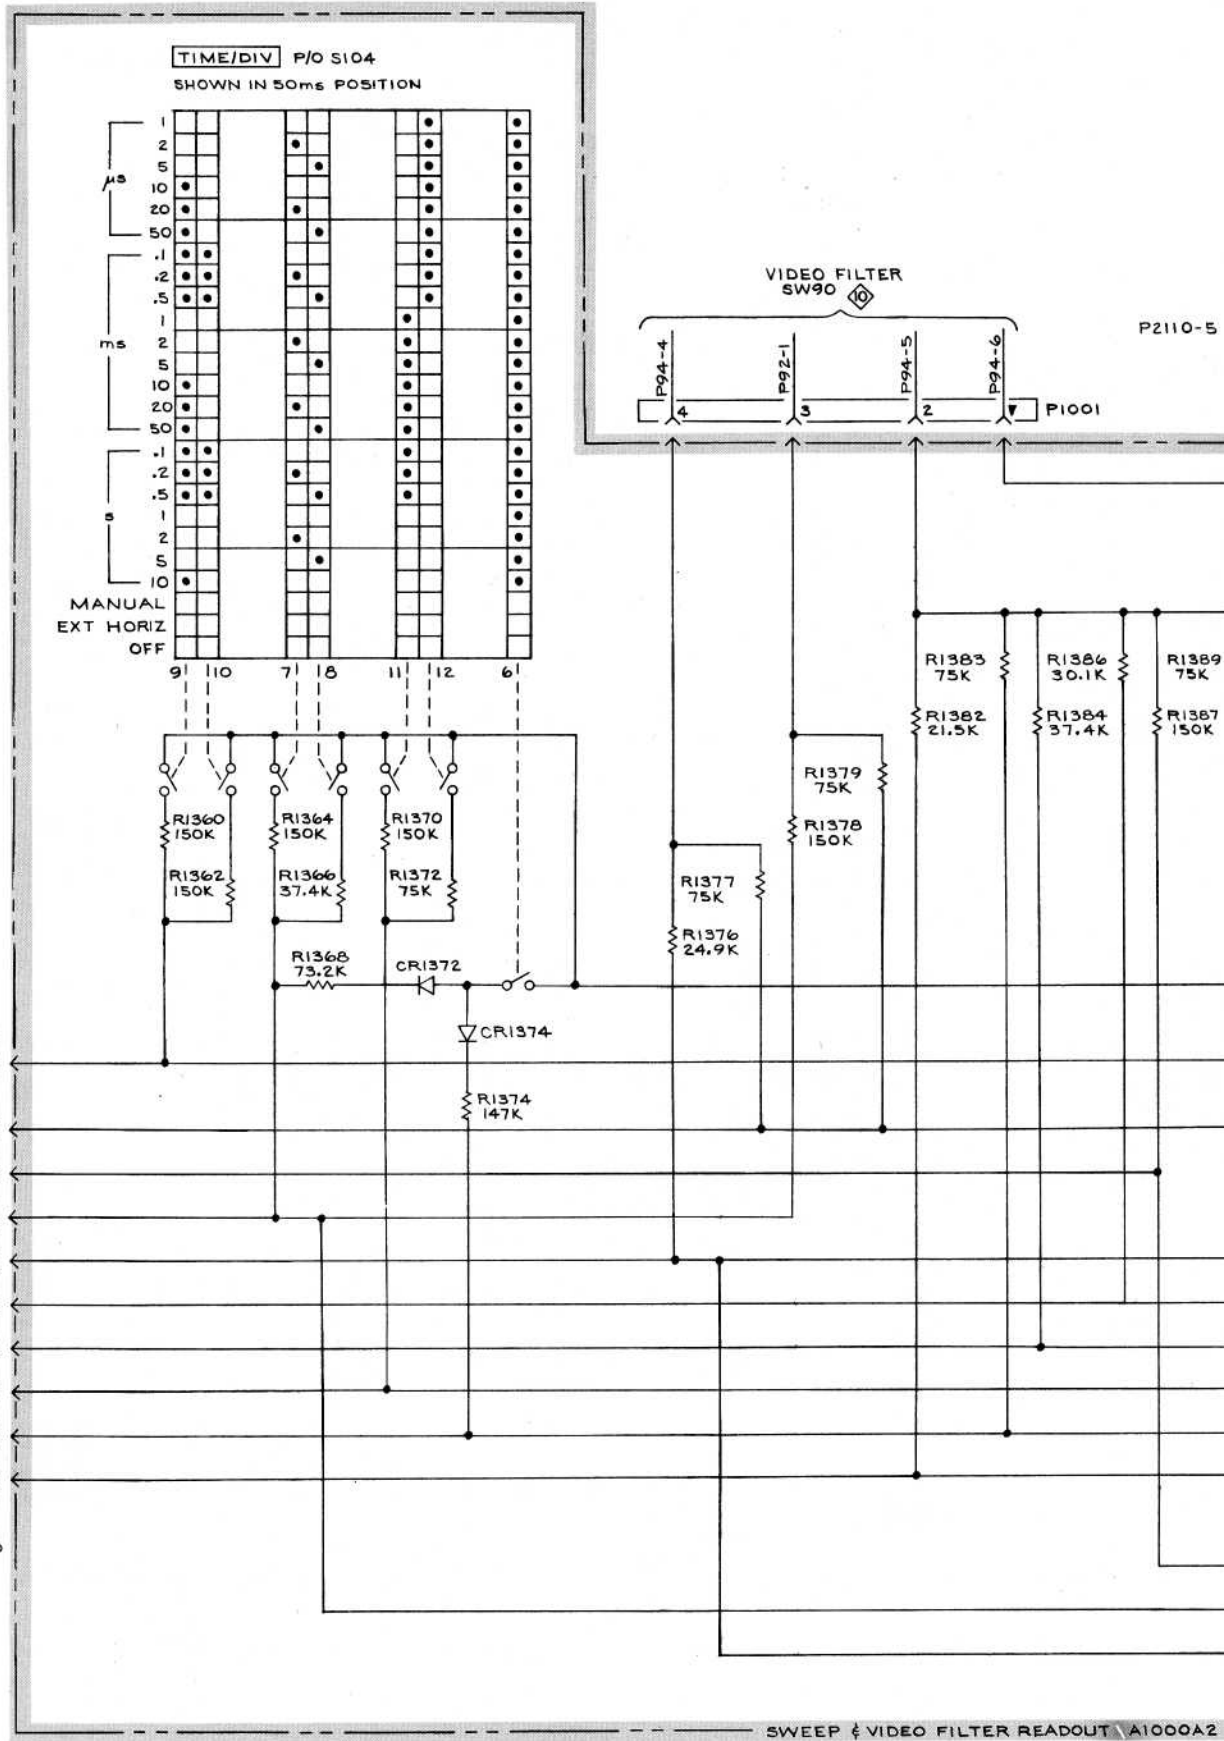 TIME/DIV P/O S104
SHOWN IN 50ms POSITION
µs
1
2
5
10
20
50
ms
.1
.2
.5
1
2
5
10
20
50
s
.1
.2
.5
1
2
5
10
MANUAL
EXT HORIZ
OFF
9 10 7 8 11 12 6
VIDEO FILTER
SW90 10
P94-4 P92-1 P94-5 P94-6
4 3 2 P1001
P2110-5
R1383
75K
R1386
30.1K
R1389
75K
R1382
21.5K
R1384
37.4K
R1387
150K
R1379
75K
R1378
150K
R1377
75K
R1376
24.9K
R1360
150K
R1364
150K
R1370
150K
R1362
150K
R1366
37.4K
R1372
75K
R1368
73.2K
CR1372
CR1374
R1374
147K
SWEEP & VIDEO FILTER READOUT A1000A2